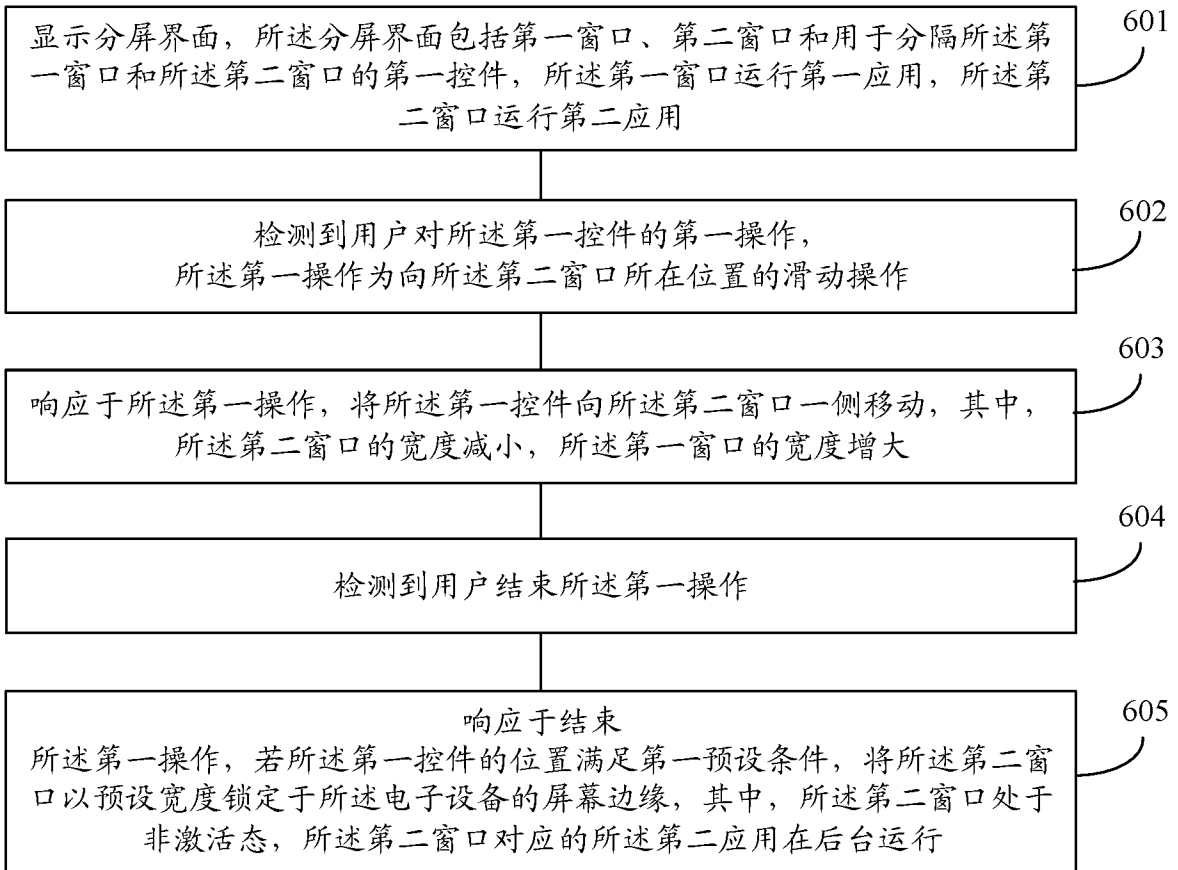 显示分屏界面，所述分屏界面包括第一窗口、第二窗口和用于分隔所述第
一窗口和所述第二窗口的第一控件，所述第一窗口运行第一应用，所述第
二窗口运行第二应用
601
检测到用户对所述第一控件的第一操作，
所述第一操作为向所述第二窗口所在位置的滑动操作
602
响应于所述第一操作，将所述第一控件向所述第二窗口一侧移动，其中，
所述第二窗口的宽度减小，所述第一窗口的宽度增大
603
检测到用户结束所述第一操作
604
响应于结束
所述第一操作，若所述第一控件的位置满足第一预设条件，将所述第二窗
口以预设宽度锁定于所述电子设备的屏幕边缘，其中，所述第二窗口处于
非激活态，所述第二窗口对应的所述第二应用在后台运行
605